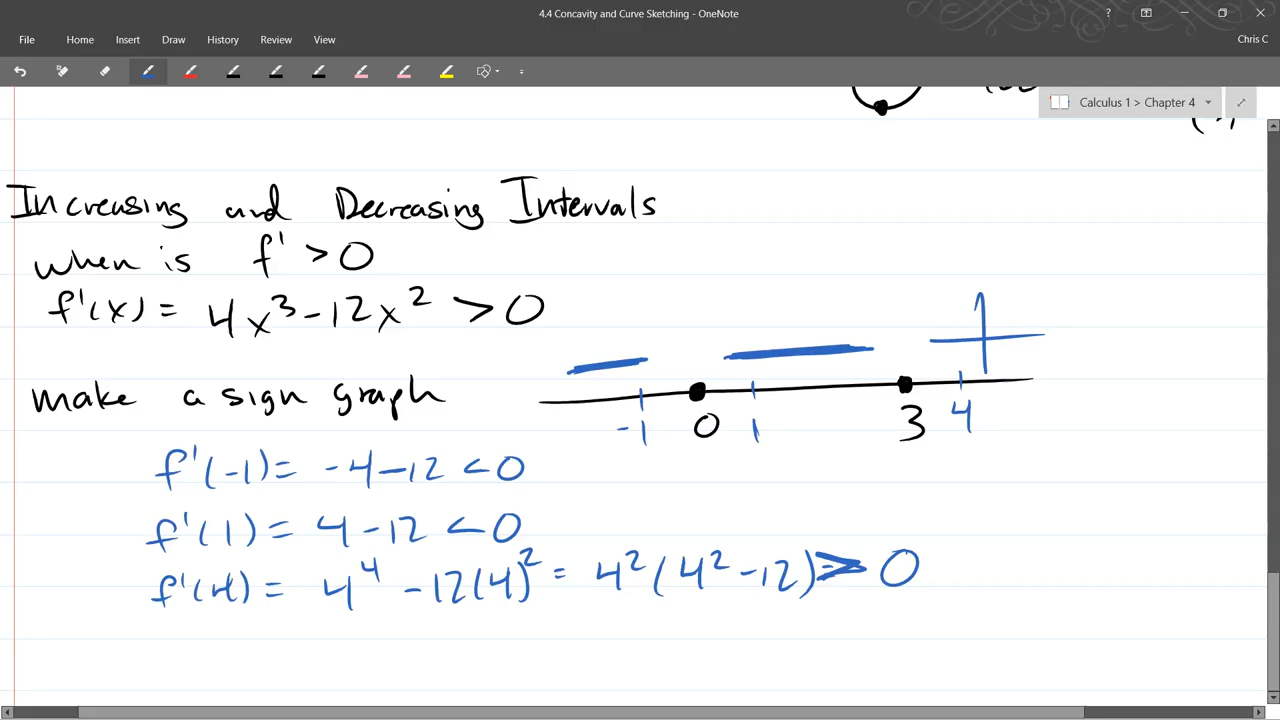 4.4 Concavity and Curve Sketching - OneNote
File Home Insert Draw History Review View
Chris C
Calculus 1 > Chapter 4
Increasing and Decreasing Intervals
when is f' > 0
f'(x) = 4x³ - 12x² > 0
make a sign graph
-1 0 1 3 4
f'(-1) = -4 - 12 < 0
f'(1) = 4 - 12 < 0
f'(4) = 4⁴ - 12(4)² = 4²(4² - 12) > 0